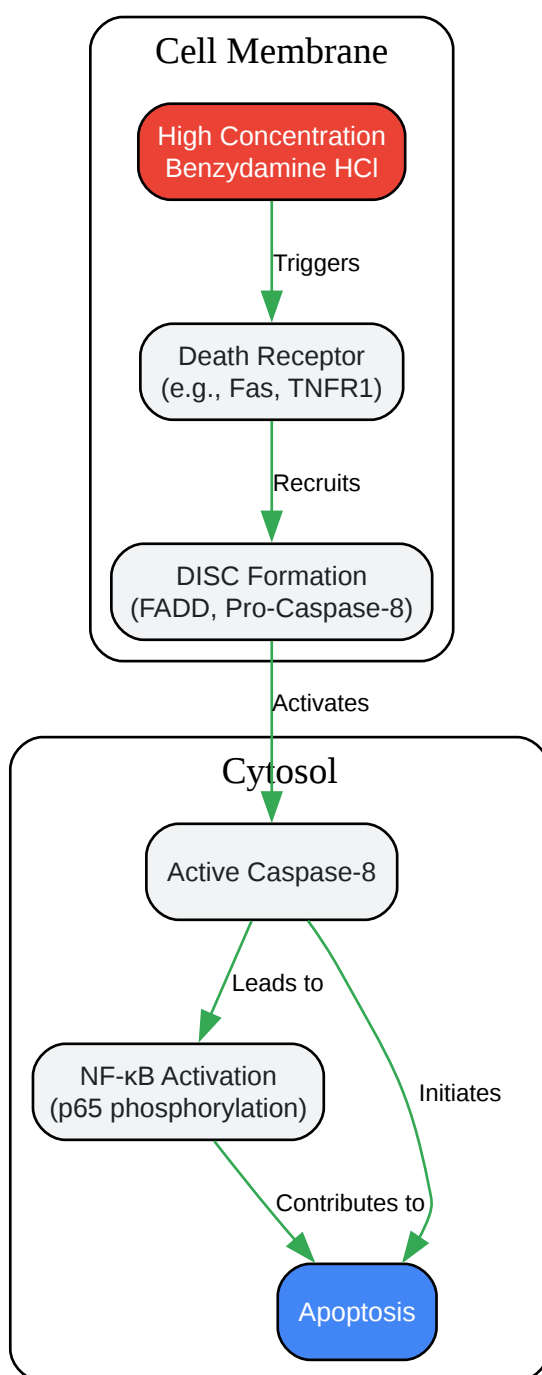 Cell Membrane
High Concentration
Benzydamine HCl
Triggers
Death Receptor
(e.g., Fas, TNFR1)
Recruits
DISC Formation
(FADD, Pro-Caspase-8)
Activates
Cytosol
Active Caspase-8
Leads to
NF-κB Activation
(p65 phosphorylation)
Initiates
Contributes to
Apoptosis